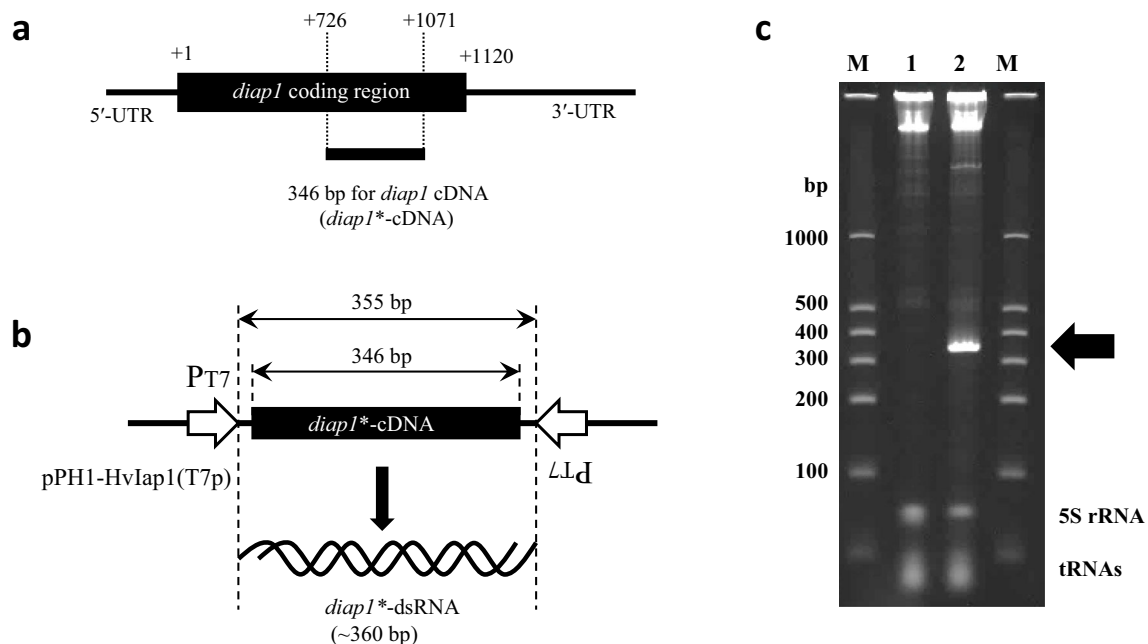 a
+726
+1071
+1
+1120
diap1 coding region
5′-UTR
3′-UTR
346 bp for diap1 cDNA
(diap1*-cDNA)
b
355 bp
346 bp
PT7
diap1*-cDNA
PT7
pPH1-HvIap1(T7p)
diap1*-dsRNA
(~360 bp)
c
M 1 2 M
bp
1000
500
400
300
200
100
5S rRNA
tRNAs